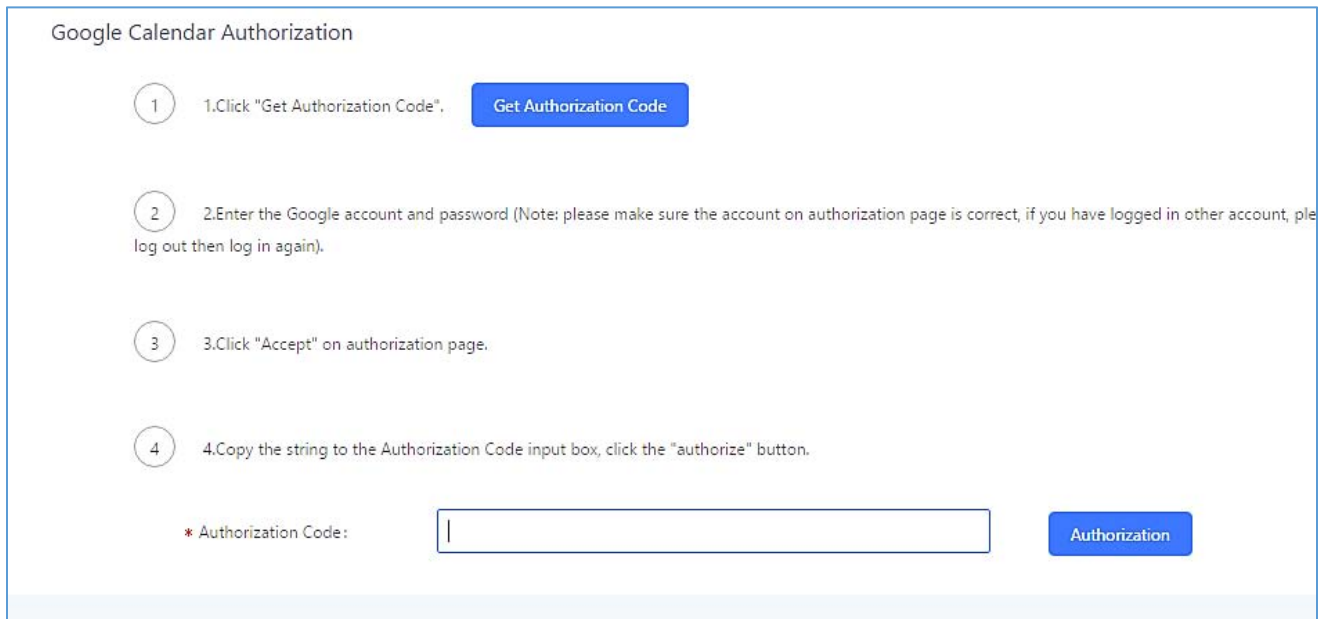 Google Calendar Authorization
1 1.Click "Get Authorization Code". Get Authorization Code
2 2.Enter the Google account and password (Note: please make sure the account on authorization page is correct, if you have logged in other account, ple
log out then log in again).
3 3.Click "Accept" on authorization page.
4 4.Copy the string to the Authorization Code input box, click the "authorize" button.
* Authorization Code: Authorization